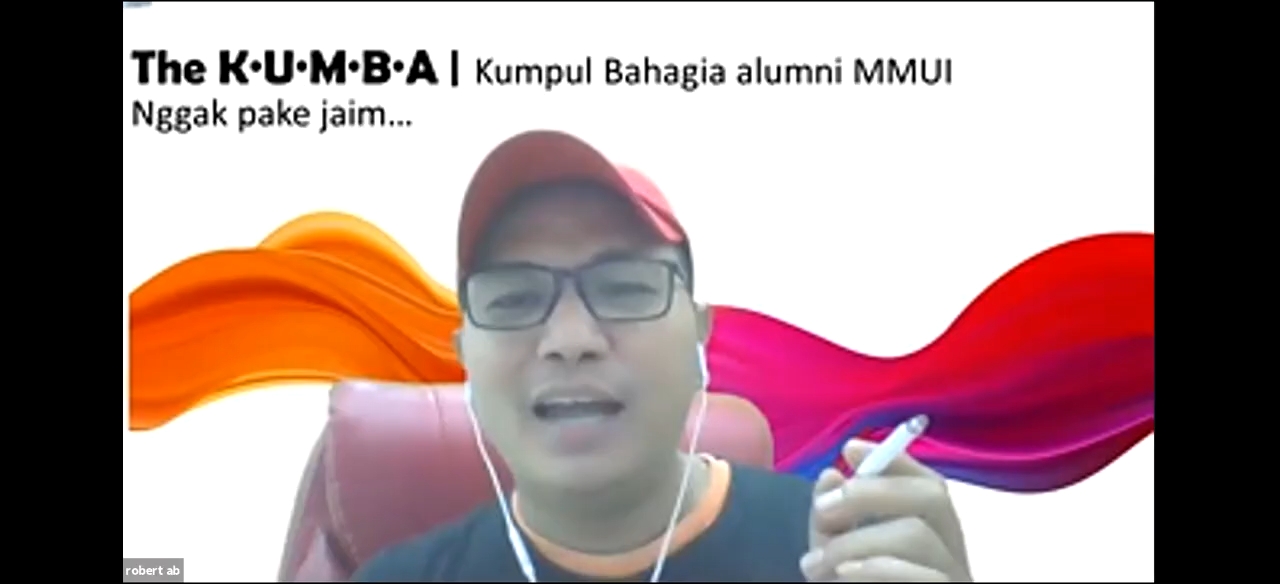 The K·U·M·B·A | Kumpul Bahagia alumni MMUI
Nggak pake jaim...
robert ab